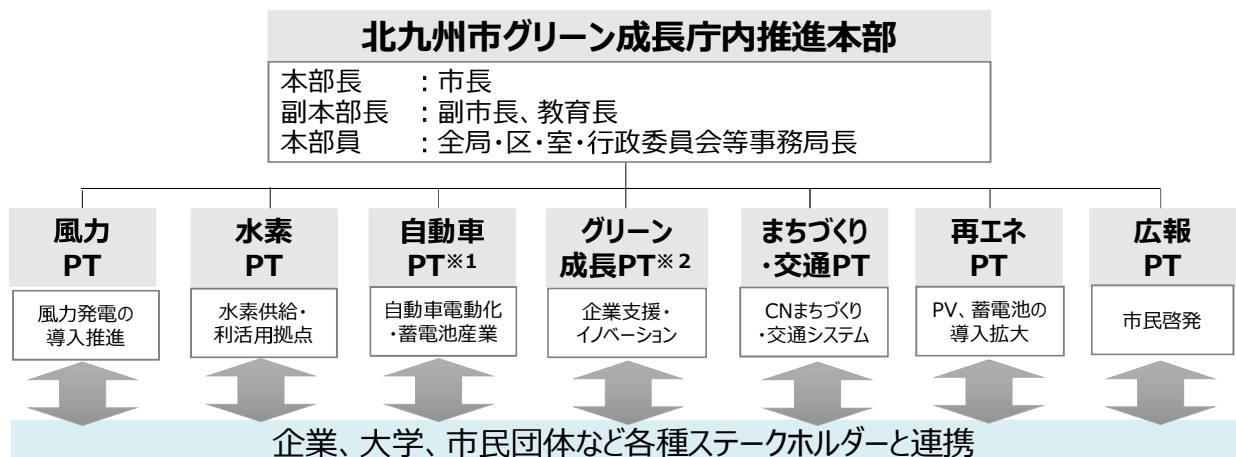 北九州市グリーン成長庁内推進本部
本部長　　：市長
副本部長　：副市長、教育長
本部員　　：全局・区・室・行政委員会等事務局長
風力
PT
水素
PT
自動車
PT※1
グリーン
成長PT※2
まちづくり
・交通PT
再エネ
PT
広報
PT
風力発電の
導入推進
水素供給・
利活用拠点
自動車電動化
・蓄電池産業
企業支援・
イノベーション
CNまちづくり
・交通システム
PV、蓄電池の
導入拡大
市民啓発
企業、大学、市民団体など各種ステークホルダーと連携